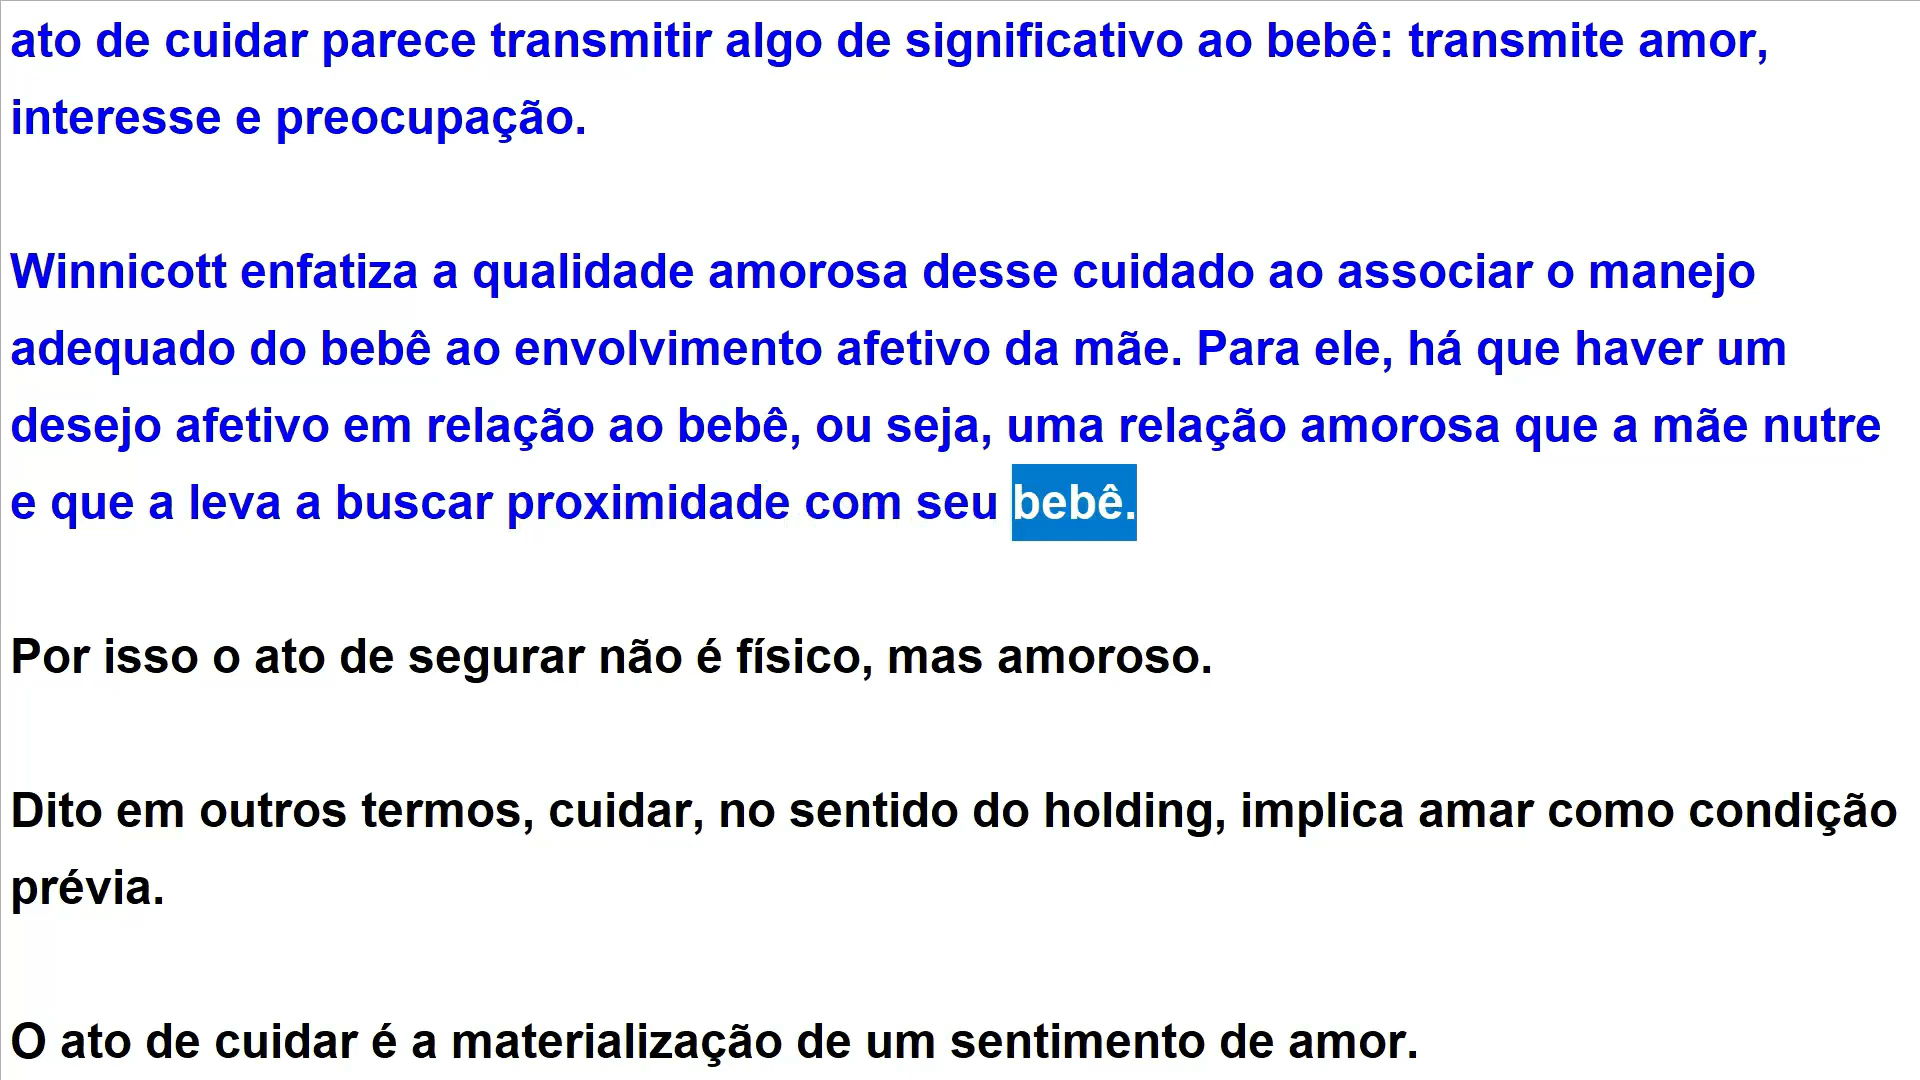 ato de cuidar parece transmitir algo de significativo ao bebê: transmite amor,
interesse e preocupação.
Winnicott enfatiza a qualidade amorosa desse cuidado ao associar o manejo
adequado do bebê ao envolvimento afetivo da mãe. Para ele, há que haver um
desejo afetivo em relação ao bebê, ou seja, uma relação amorosa que a mãe nutre
e que a leva a buscar proximidade com seu bebê.
Por isso o ato de segurar não é físico, mas amoroso.
Dito em outros termos, cuidar, no sentido do holding, implica amar como condição
prévia.
O ato de cuidar é a materialização de um sentimento de amor.